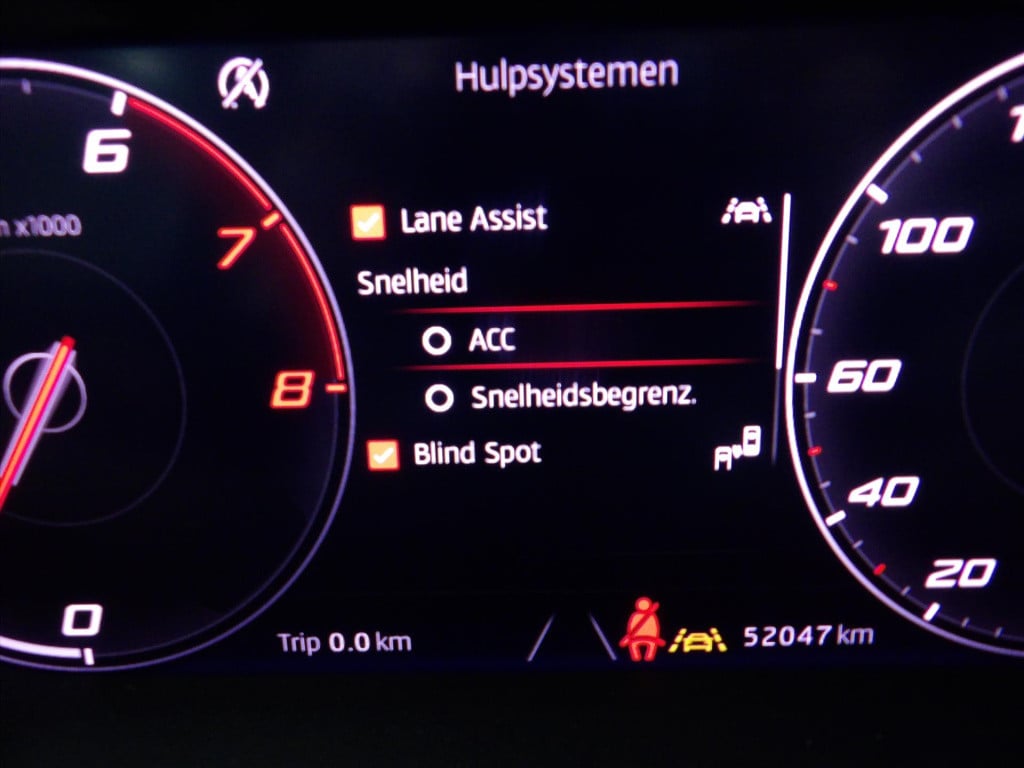 Hulpsystemen
6
7
8
0
x1000
Lane Assist
Snelheid
ACC
Snelheidsbegrenz.
Blind Spot
100
60
40
20
Trip 0.0 km
52047 km